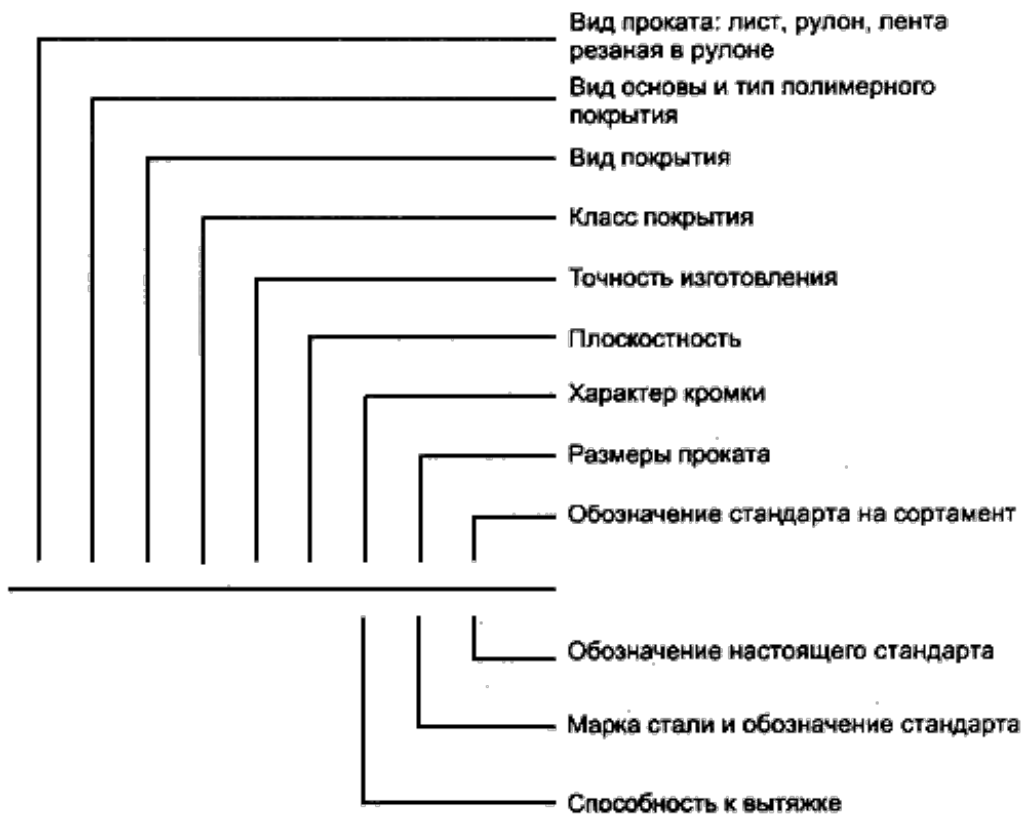 Вид проката: лист, рулон, лента
резаная в рулоне
Вид основы и тип полимерного
покрытия
Вид покрытия
Класс покрытия
Точность изготовления
Плоскостность
Характер кромки
Размеры проката
Обозначение стандарта на сортамент
Обозначение настоящего стандарта
Марка стали и обозначение стандарта
Способность к вытяжке